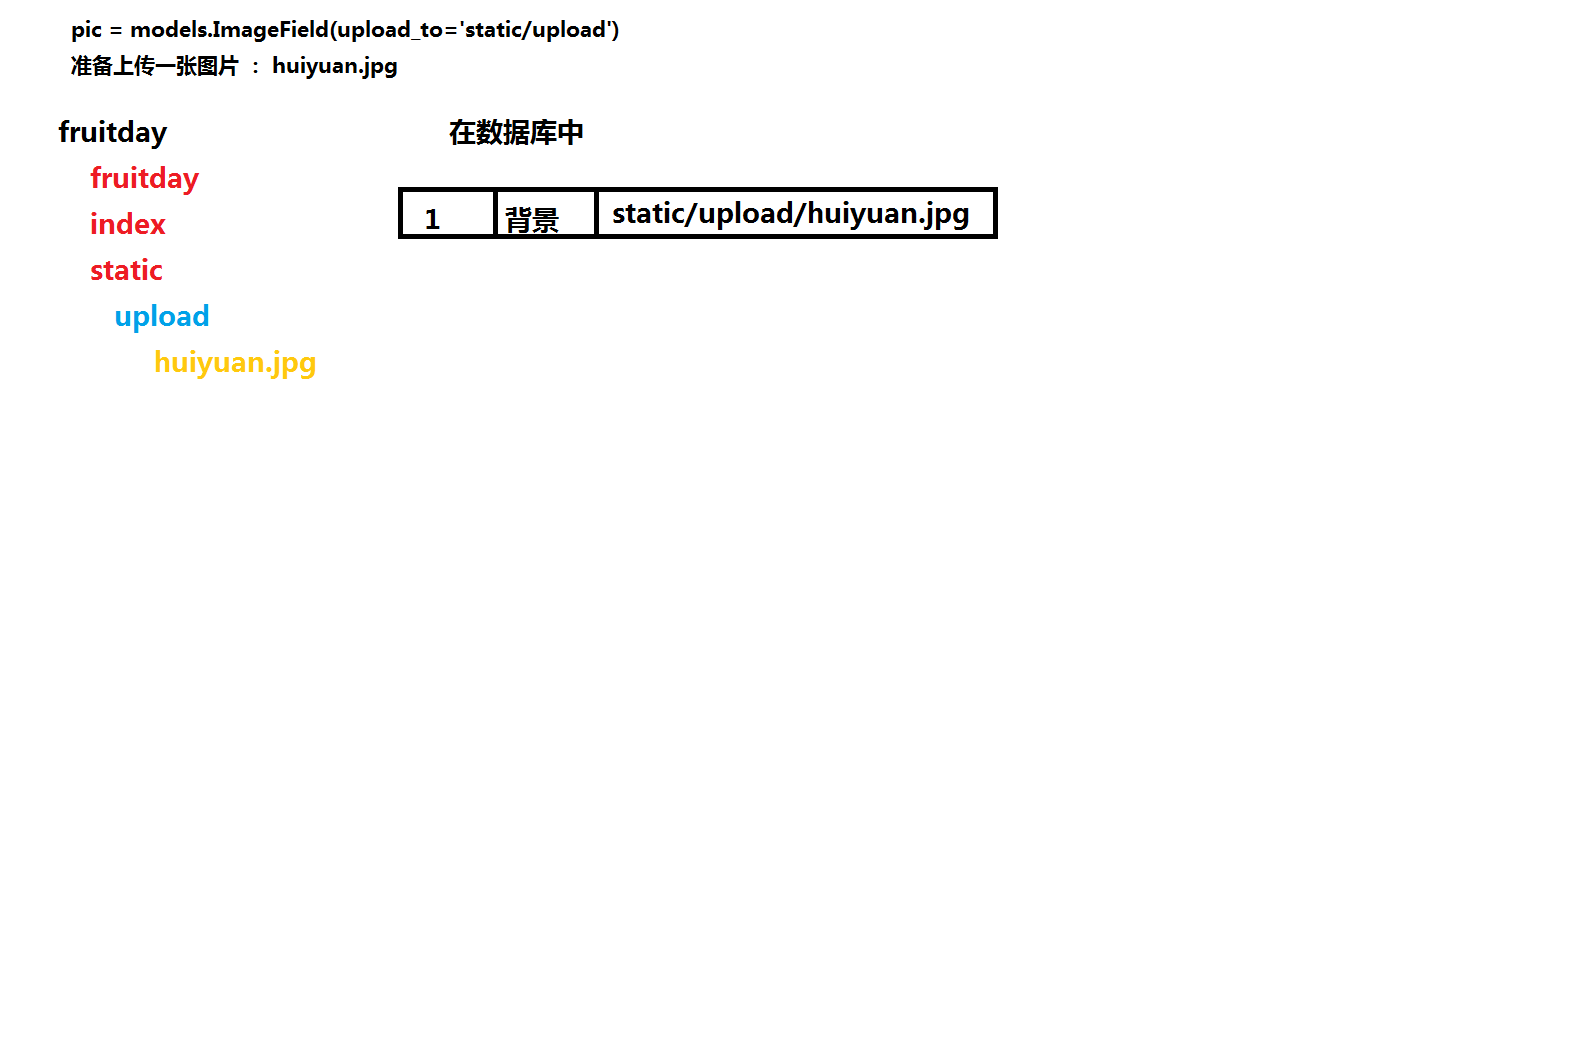 pic = models.ImageField(upload_to='static/upload')
准备上传一张图片 ： huiyuan.jpg
fruitday
fruitday
index
static
upload
huiyuan.jpg
在数据库中
1 背景 static/upload/huiyuan.jpg